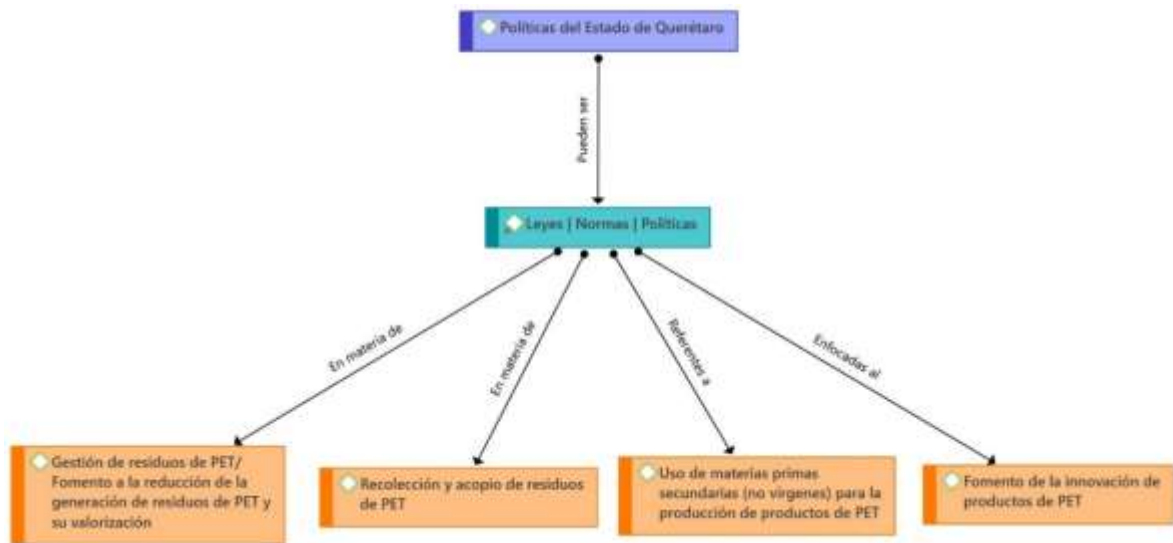 Políticas del Estado de Querétaro
Pueden ser
Leyes | Normas | Políticas
En materia de
En materia de
Referentes a
Enfocadas al
Gestión de residuos de PET/
Fomento a la reducción de la
generación de residuos de PET y
su valorización
Recolección y acopio de residuos
de PET
Uso de materias primas
secundarias (no vírgenes) para la
producción de productos de PET
Fomento de la innovación de
productos de PET